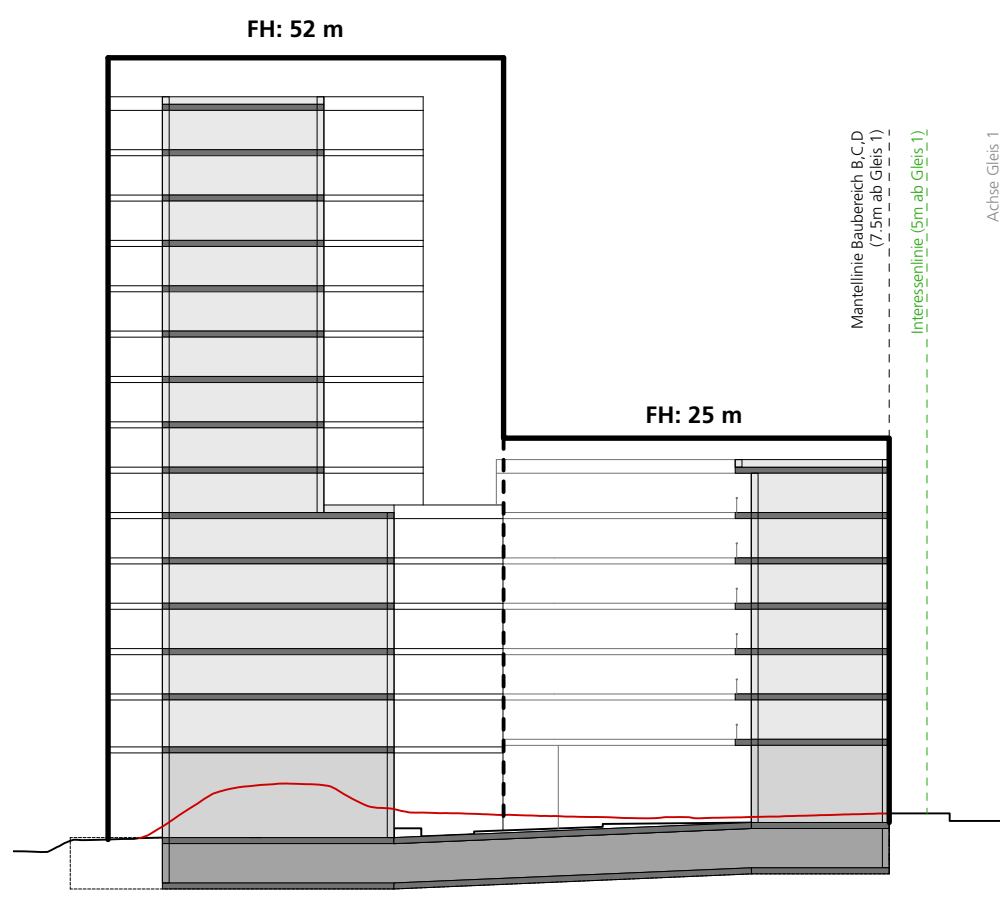 FH: 52 m
FH: 25 m
Mantellinie Baubereich B,C,D
(7.5m ab Gleis 1)
Interessenlinie (5m ab Gleis 1)
Achse Gleis 1